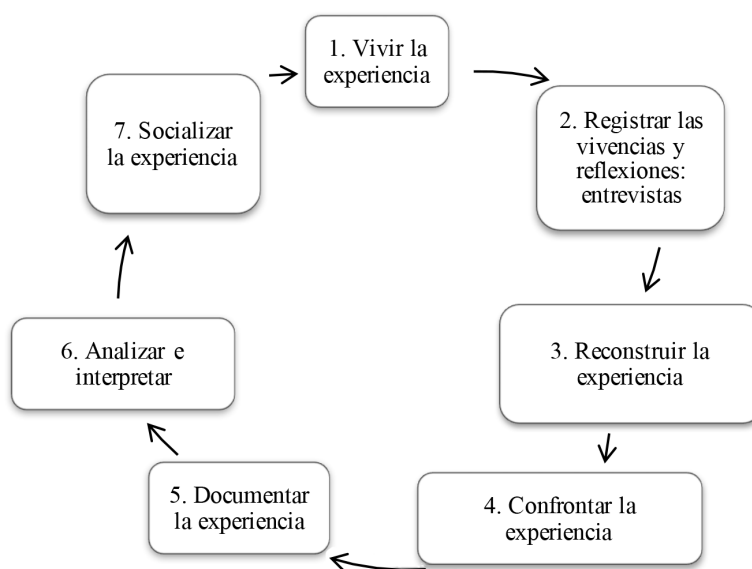 1. Vivir la
experiencia
2. Registrar las
vivencias y
reflexiones:
entrevistas
3. Reconstruir la
experiencia
4. Confrontar la
experiencia
5. Documentar
la experiencia
6. Analizar e
interpretar
7. Socializar
la experiencia